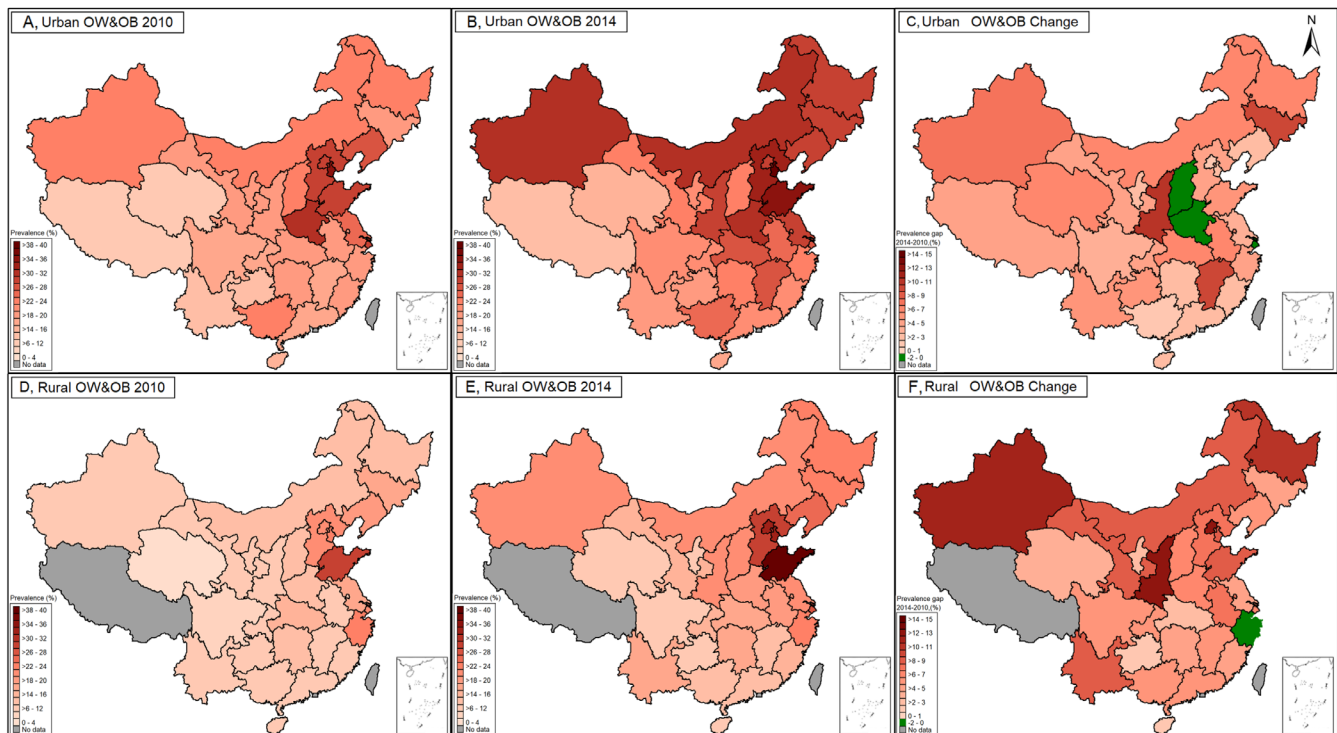 A, Urban OW&OB 2010
Prevalence (%)
>38 - 40
>36 - 32
>30 - 32
>26 - 28
>22 - 24
>18 - 20
>14 - 16
>6 - 12
0 - 4
No data
B, Urban OW&OB 2014
Prevalence (%)
>38 - 40
>36 - 32
>30 - 32
>26 - 28
>22 - 24
>18 - 20
>14 - 16
>6 - 12
0 - 4
No data
C, Urban OW&OB Change
N
Prevalence gap
2014-2010,(%)
>14 - 15
>12 - 13
>10 - 11
>8 - 9
>6 - 7
>4 - 5
>2 - 3
0 - 1
-2 - 0
No data
D, Rural OW&OB 2010
Prevalence (%)
>38 - 40
>36 - 32
>30 - 32
>26 - 28
>22 - 24
>18 - 20
>14 - 16
>6 - 12
0 - 4
No data
E, Rural OW&OB 2014
Prevalence (%)
>38 - 40
>36 - 32
>30 - 32
>26 - 28
>22 - 24
>18 - 20
>14 - 16
>6 - 12
0 - 4
No data
F, Rural OW&OB Change
Prevalence gap
2014-2010,(%)
>14 - 15
>12 - 13
>10 - 11
>8 - 9
>6 - 7
>4 - 5
>2 - 3
0 - 1
-2 - 0
No data